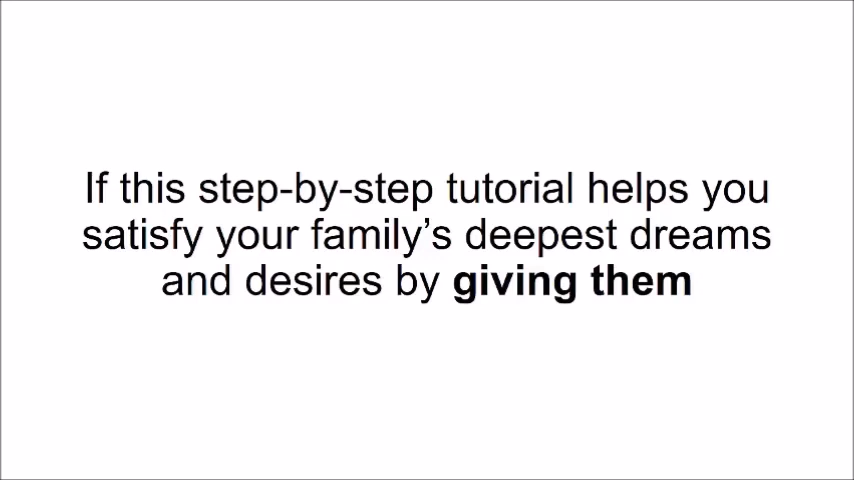 If this step-by-step tutorial helps you
satisfy your family’s deepest dreams
and desires by giving them